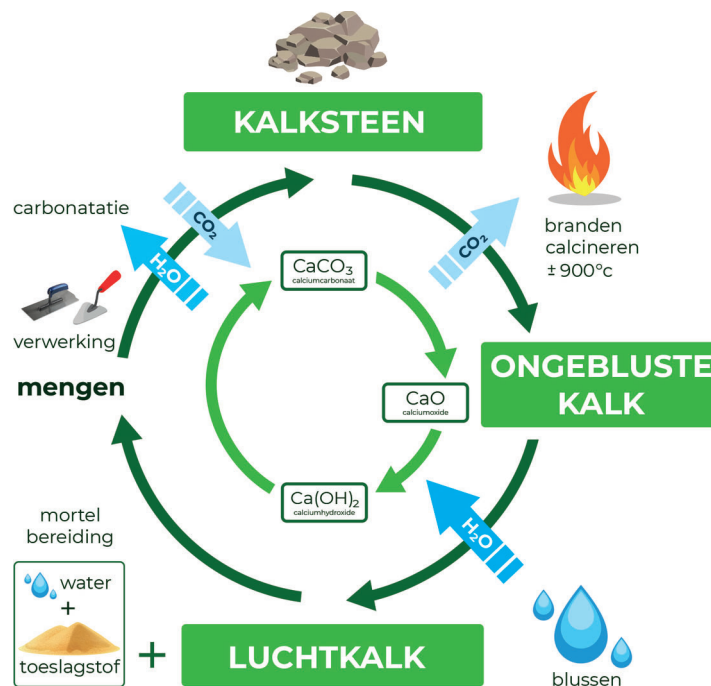 KALKSTEEN
carbonatatie
CO₂
H₂O
CO₂
branden
calcineren
± 900°c
CaCO₃
calciumcarbonaat
verwerking
mengen
CaO
calciumoxide
ONGEBLUSTE
KALK
Ca(OH)₂
calciumhydroxide
H₂O
mortel
bereiding
water
+
toeslagstof
+
LUCHTKALK
blussen